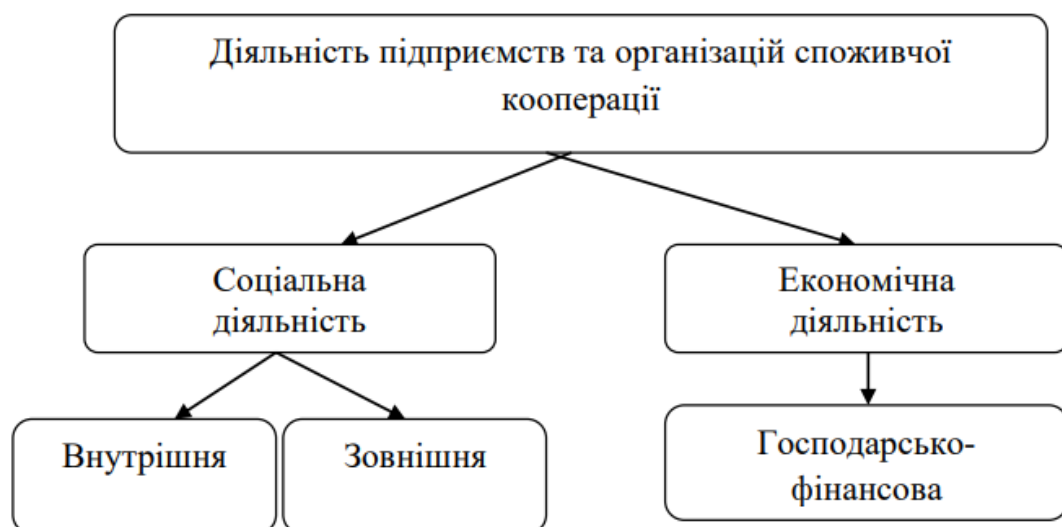 Діяльність підприємств та організацій споживчої
кооперації
Соціальна
діяльність
Економічна
діяльність
Внутрішня
Зовнішня
Господарсько-
фінансова